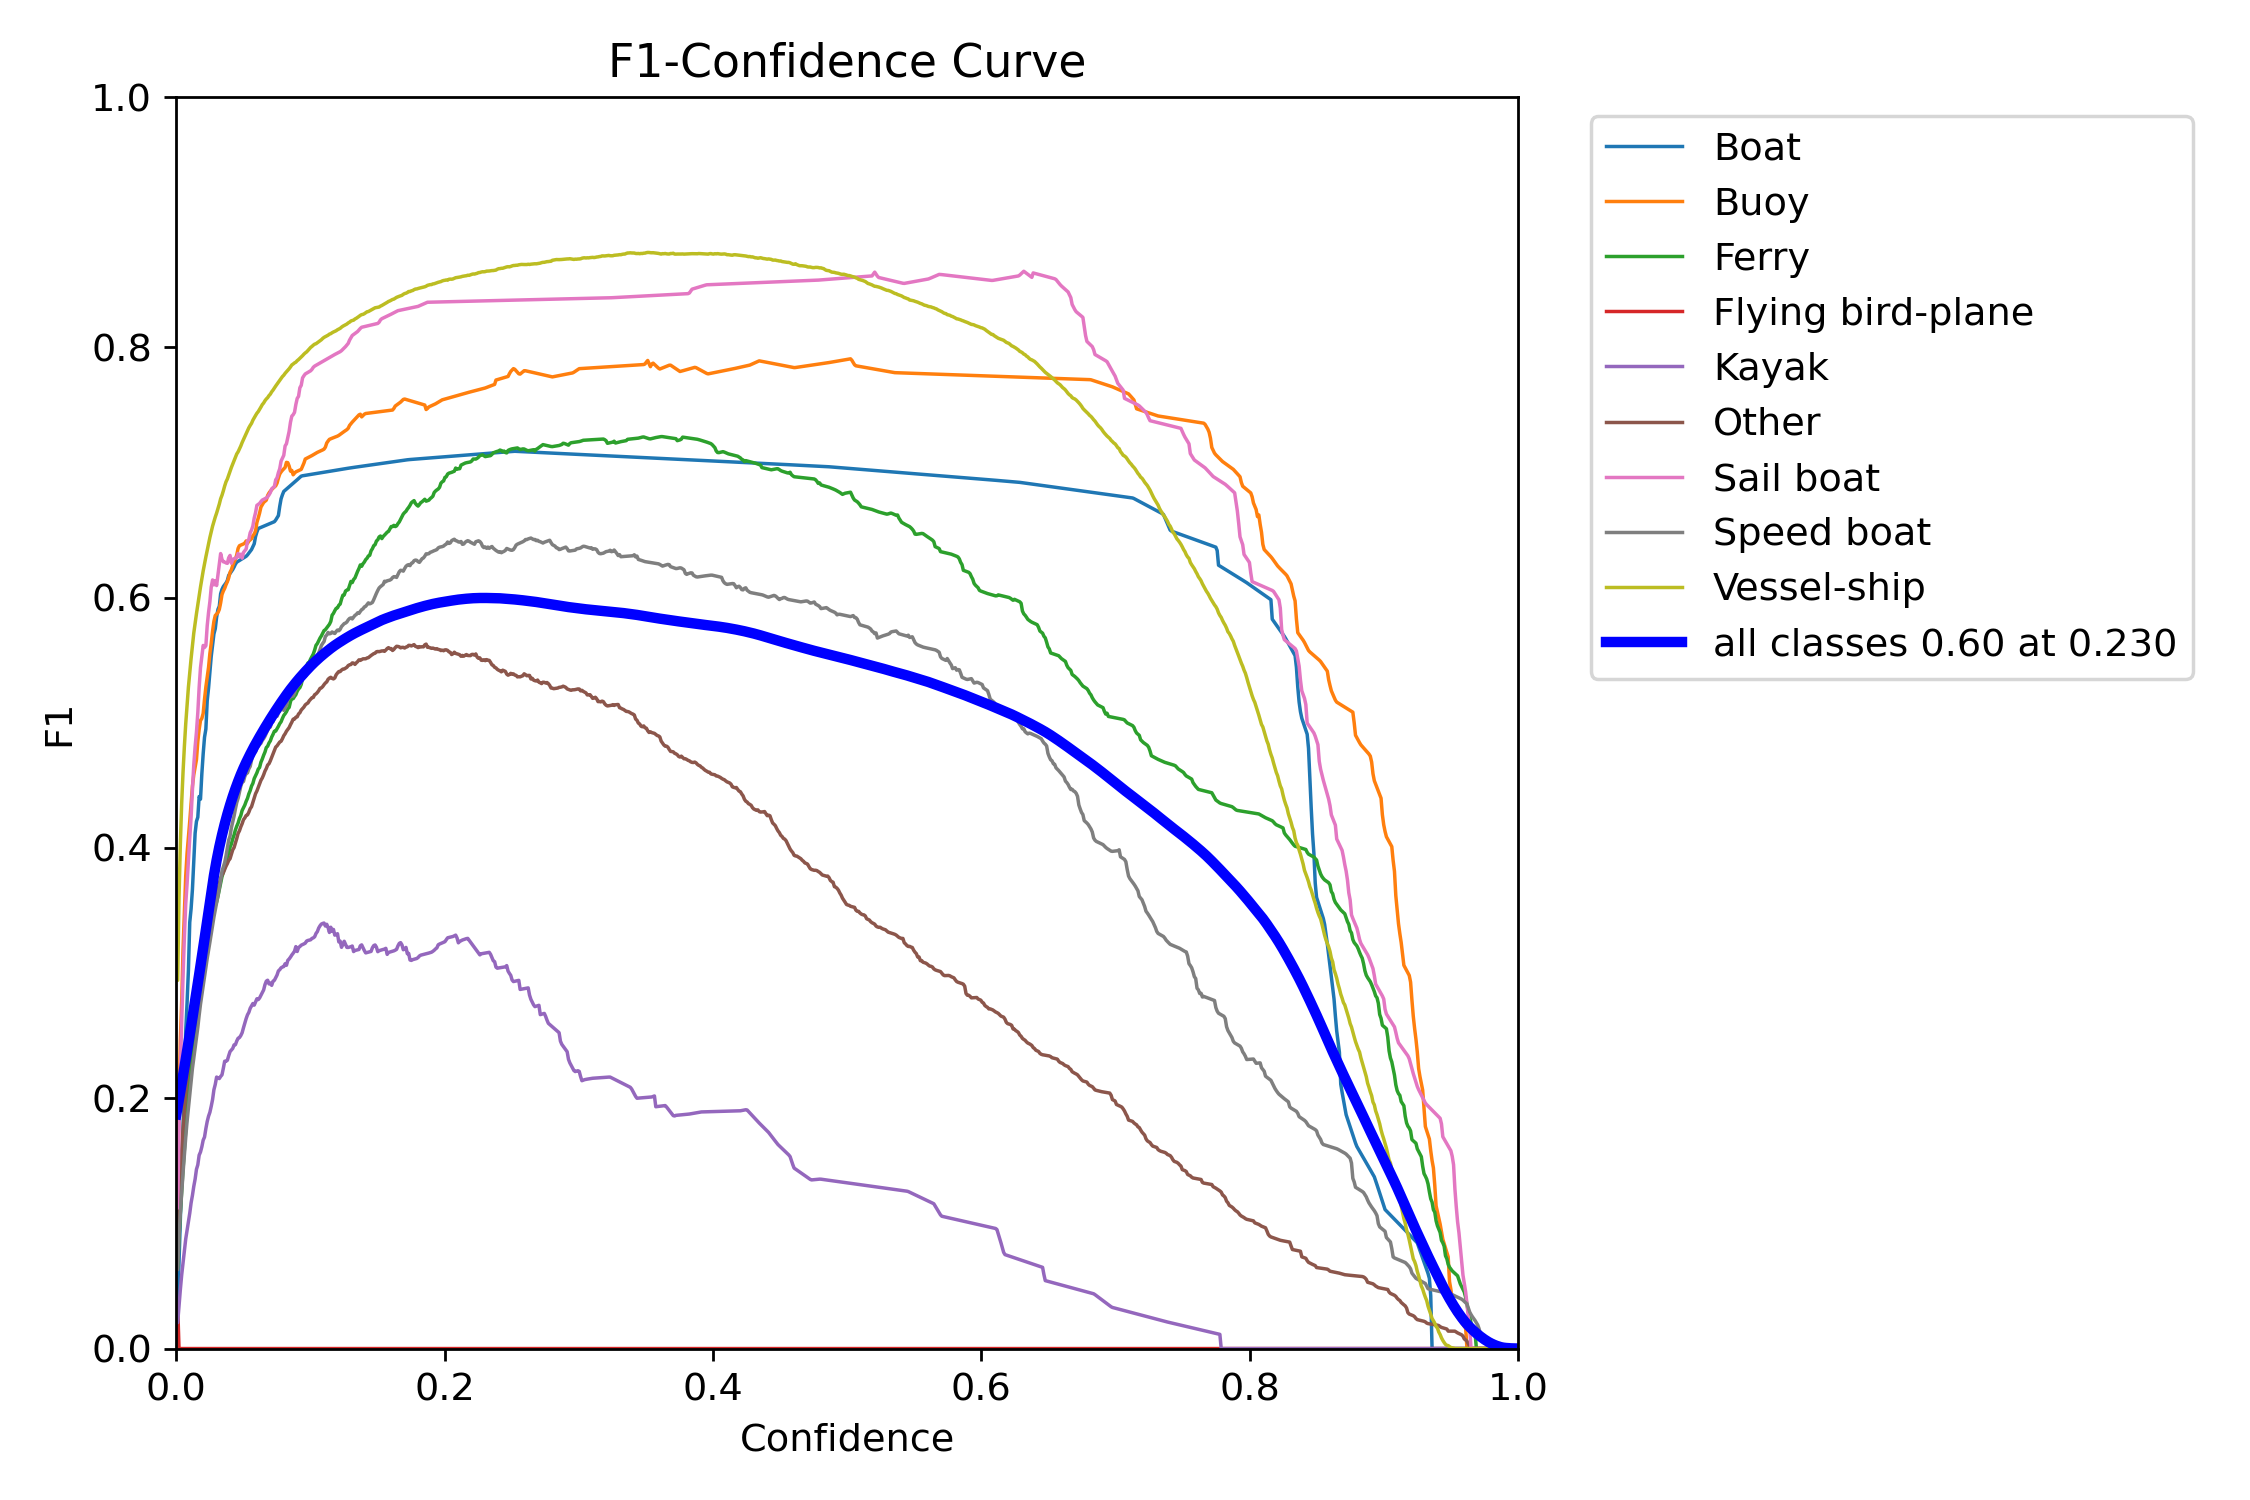 F1-Confidence Curve
1.0
0.8
0.6
0.4
0.2
0.0
F1
0.0 0.2 0.4 0.6 0.8 1.0
Confidence
Boat
Buoy
Ferry
Flying bird-plane
Kayak
Other
Sail boat
Speed boat
Vessel-ship
all classes 0.60 at 0.230